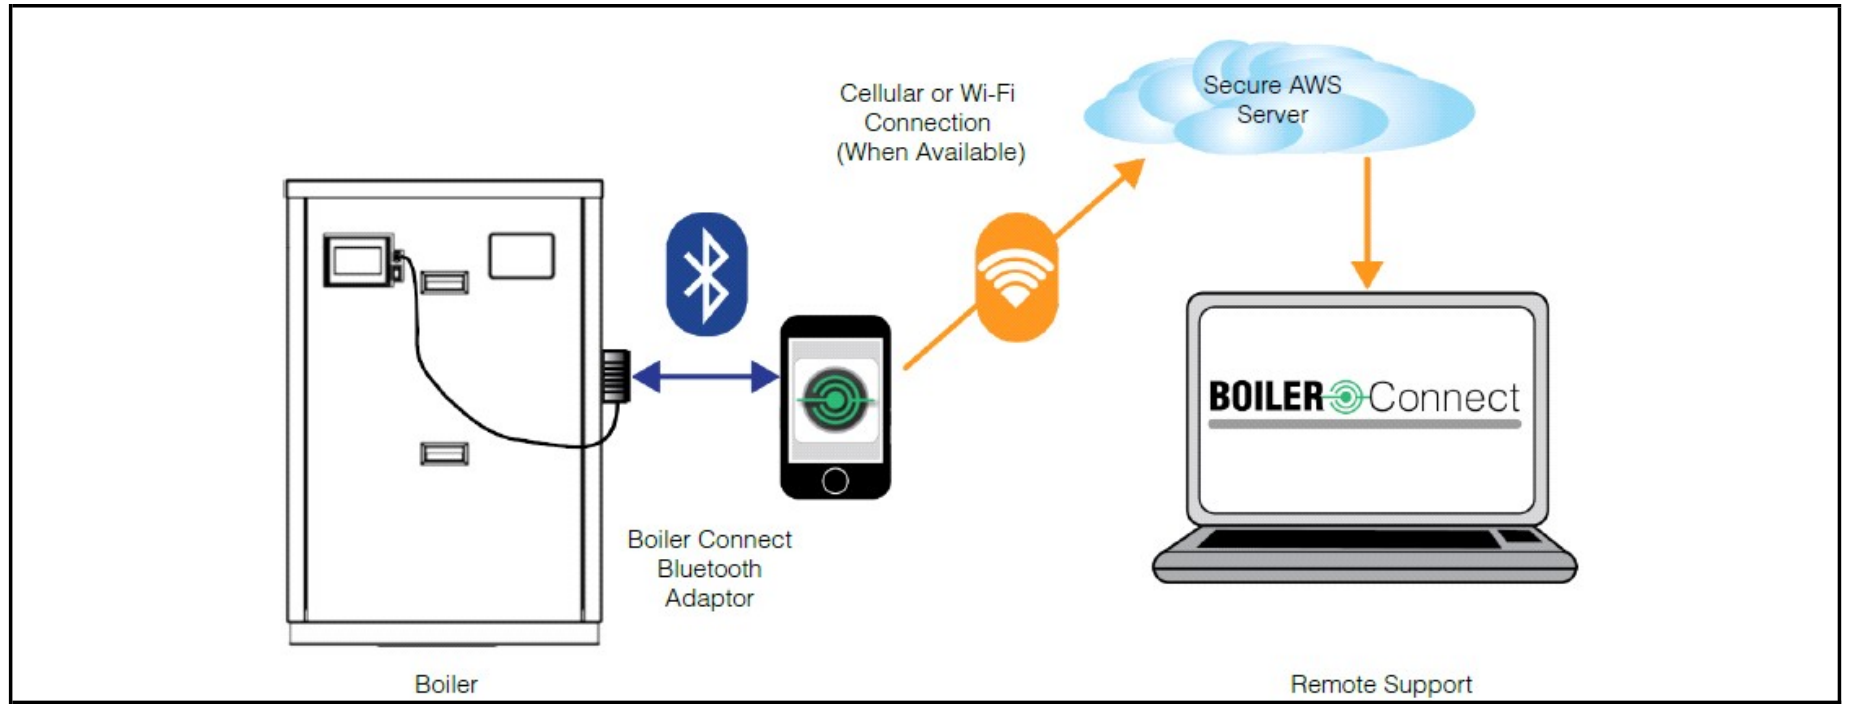 Cellular or Wi-Fi
Connection
(When Available)
Secure AWS
Server
BOILER Connect
Boiler Connect
Bluetooth
Adaptor
Boiler
Remote Support